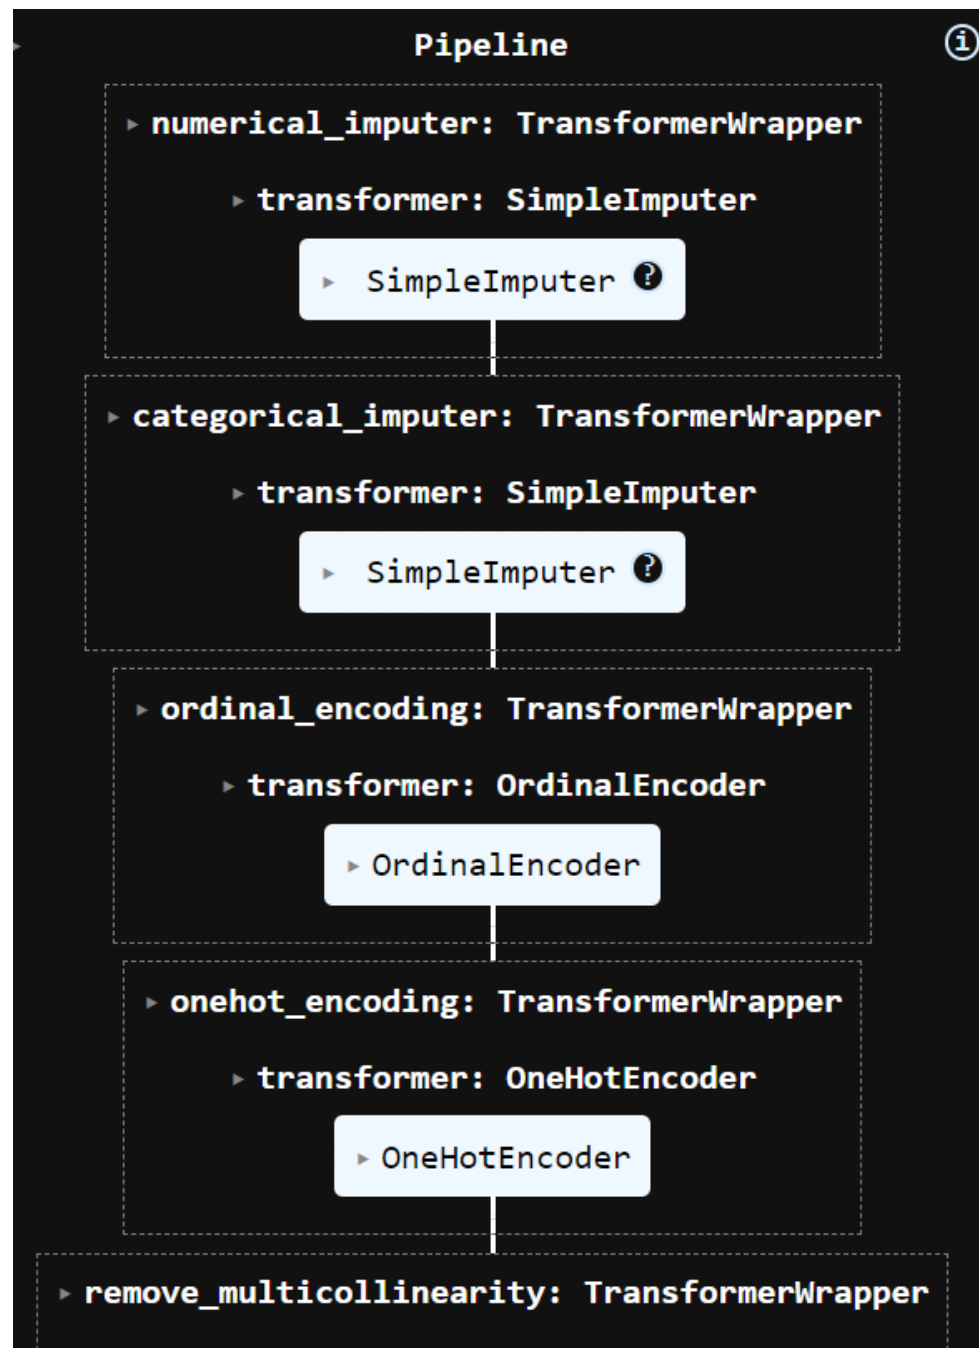 Pipeline
numerical_imputer: TransformerWrapper
transformer: SimpleImputer
SimpleImputer ?
categorical_imputer: TransformerWrapper
transformer: SimpleImputer
SimpleImputer ?
ordinal_encoding: TransformerWrapper
transformer: OrdinalEncoder
OrdinalEncoder
onehot_encoding: TransformerWrapper
transformer: OneHotEncoder
OneHotEncoder
remove_multicollinearity: TransformerWrapper